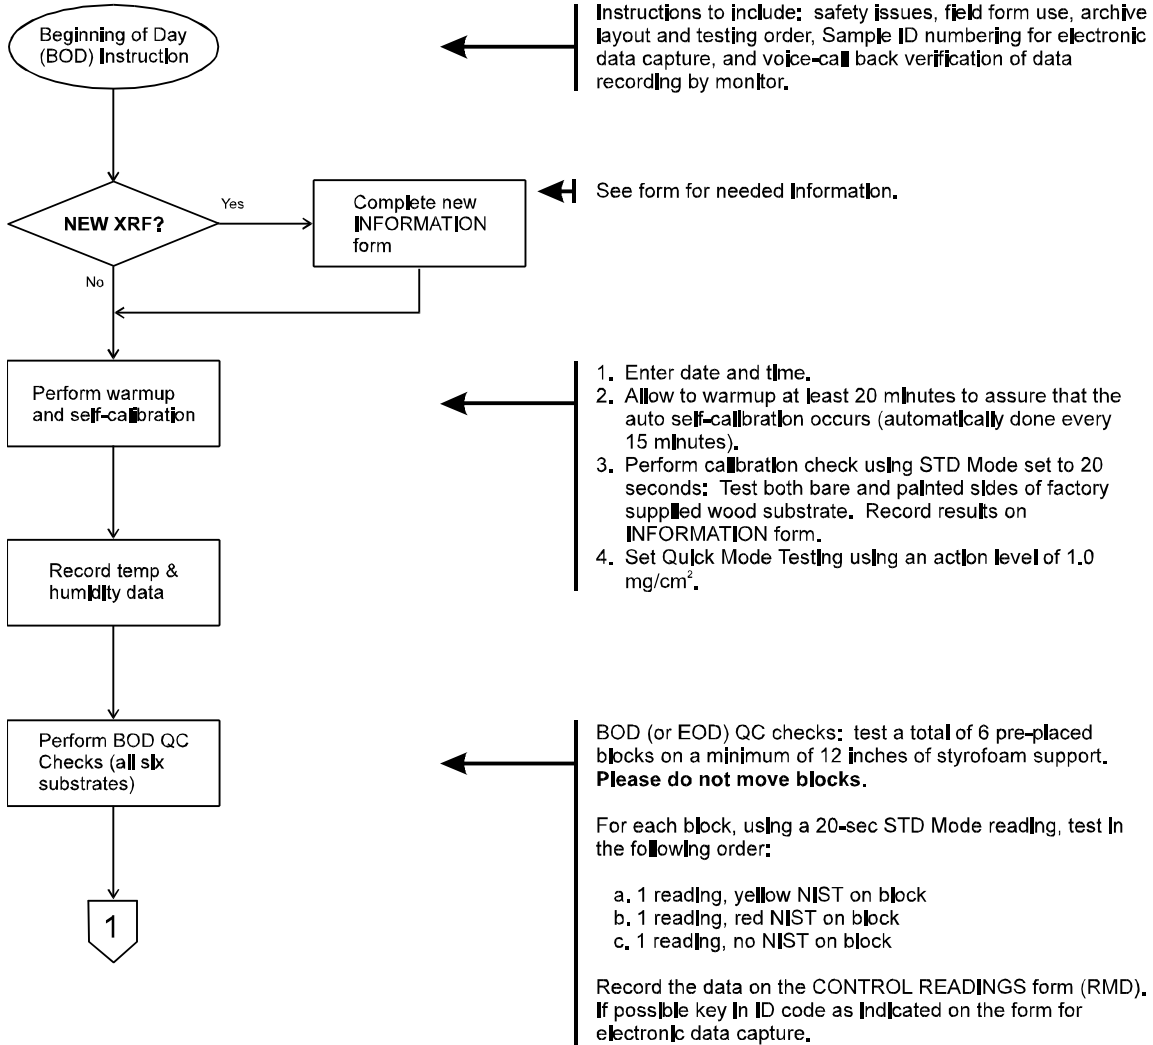 Beginning of Day
(BOD) Instruction
Instructions to include: safety issues, field form use, archive
layout and testing order, Sample ID numbering for electronic
data capture, and voice-call back verification of data
recording by monitor.
NEW XRF?
Yes
No
Complete new
INFORMATION
form
See form for needed information.
Perform warmup
and self-calibration
1. Enter date and time.
2. Allow to warmup at least 20 minutes to assure that the
auto self-calibration occurs (automatically done every
15 minutes).
3. Perform calibration check using STD Mode set to 20
seconds: Test both bare and painted sides of factory
supplied wood substrate. Record results on
INFORMATION form.
4. Set Quick Mode Testing using an action level of 1.0
mg/cm².
Record temp &
humidity data
Perform BOD QC
Checks (all six
substrates)
BOD (or EOD) QC checks: test a total of 6 pre-placed
blocks on a minimum of 12 inches of styrofoam support.
Please do not move blocks.
For each block, using a 20-sec STD Mode reading, test in
the following order:
a. 1 reading, yellow NIST on block
b. 1 reading, red NIST on block
c. 1 reading, no NIST on block
Record the data on the CONTROL READINGS form (RMD).
If possible key in ID code as indicated on the form for
electronic data capture.
1